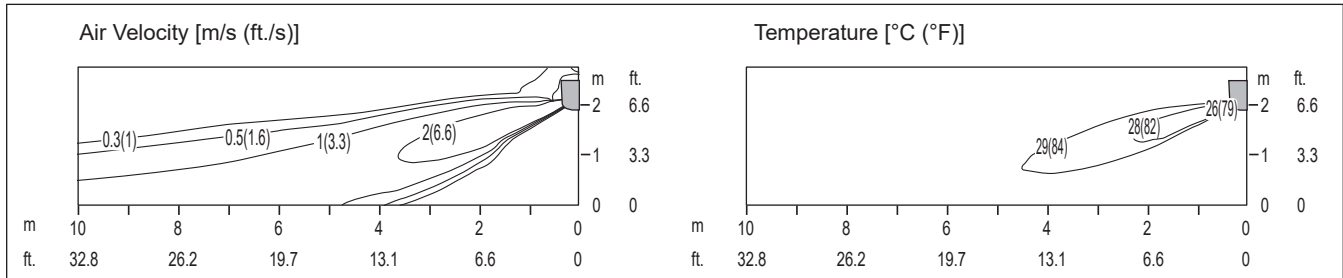 Air Velocity [m/s (ft./s)]
m ft.
2 6.6
0.3(1) 0.5(1.6) 1(3.3) 2(6.6)
1 3.3
0 0
m 10 8 6 4 2 0
ft. 32.8 26.2 19.7 13.1 6.6 0
Temperature [°C (°F)]
m ft.
26(79) 2 6.6
28(82)
29(84) 1 3.3
0 0
m 10 8 6 4 2 0
ft. 32.8 26.2 19.7 13.1 6.6 0